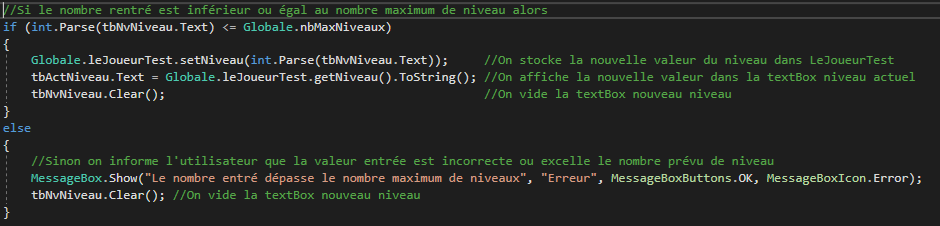 //Si le nombre rentré est inférieur ou égal au nombre maximum de niveau alors
if (int.Parse(tbNvNiveau.Text) <= Globale.nbMaxNiveaux)
{
    Globale.leJoueurTest.setNiveau(int.Parse(tbNvNiveau.Text));     //On stocke la nouvelle valeur du niveau dans LeJoueurTest
    tbActNiveau.Text = Globale.leJoueurTest.getNiveau().ToString(); //On affiche la nouvelle valeur dans la textBox niveau actuel
    tbNvNiveau.Clear();                                             //On vide la textBox nouveau niveau
}
else
{
    //Sinon on informe l'utilisateur que la valeur entrée est incorrecte ou excelle le nombre prévu de niveau
    MessageBox.Show("Le nombre entré dépasse le nombre maximum de niveaux", "Erreur", MessageBoxButtons.OK, MessageBoxIcon.Error);
    tbNvNiveau.Clear(); //On vide la textBox nouveau niveau
}